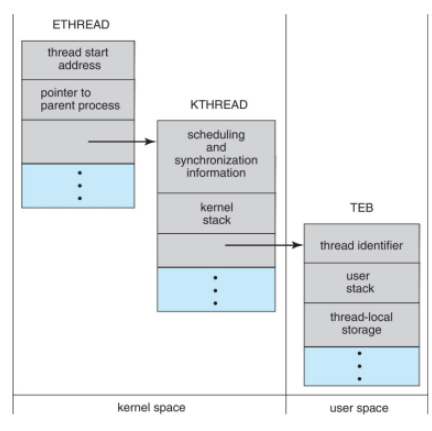 ETHREAD
thread start
address
pointer to
parent process
KTHREAD
scheduling
and
synchronization
information
kernel
stack
TEB
thread identifier
user
stack
thread-local
storage
kernel space
user space